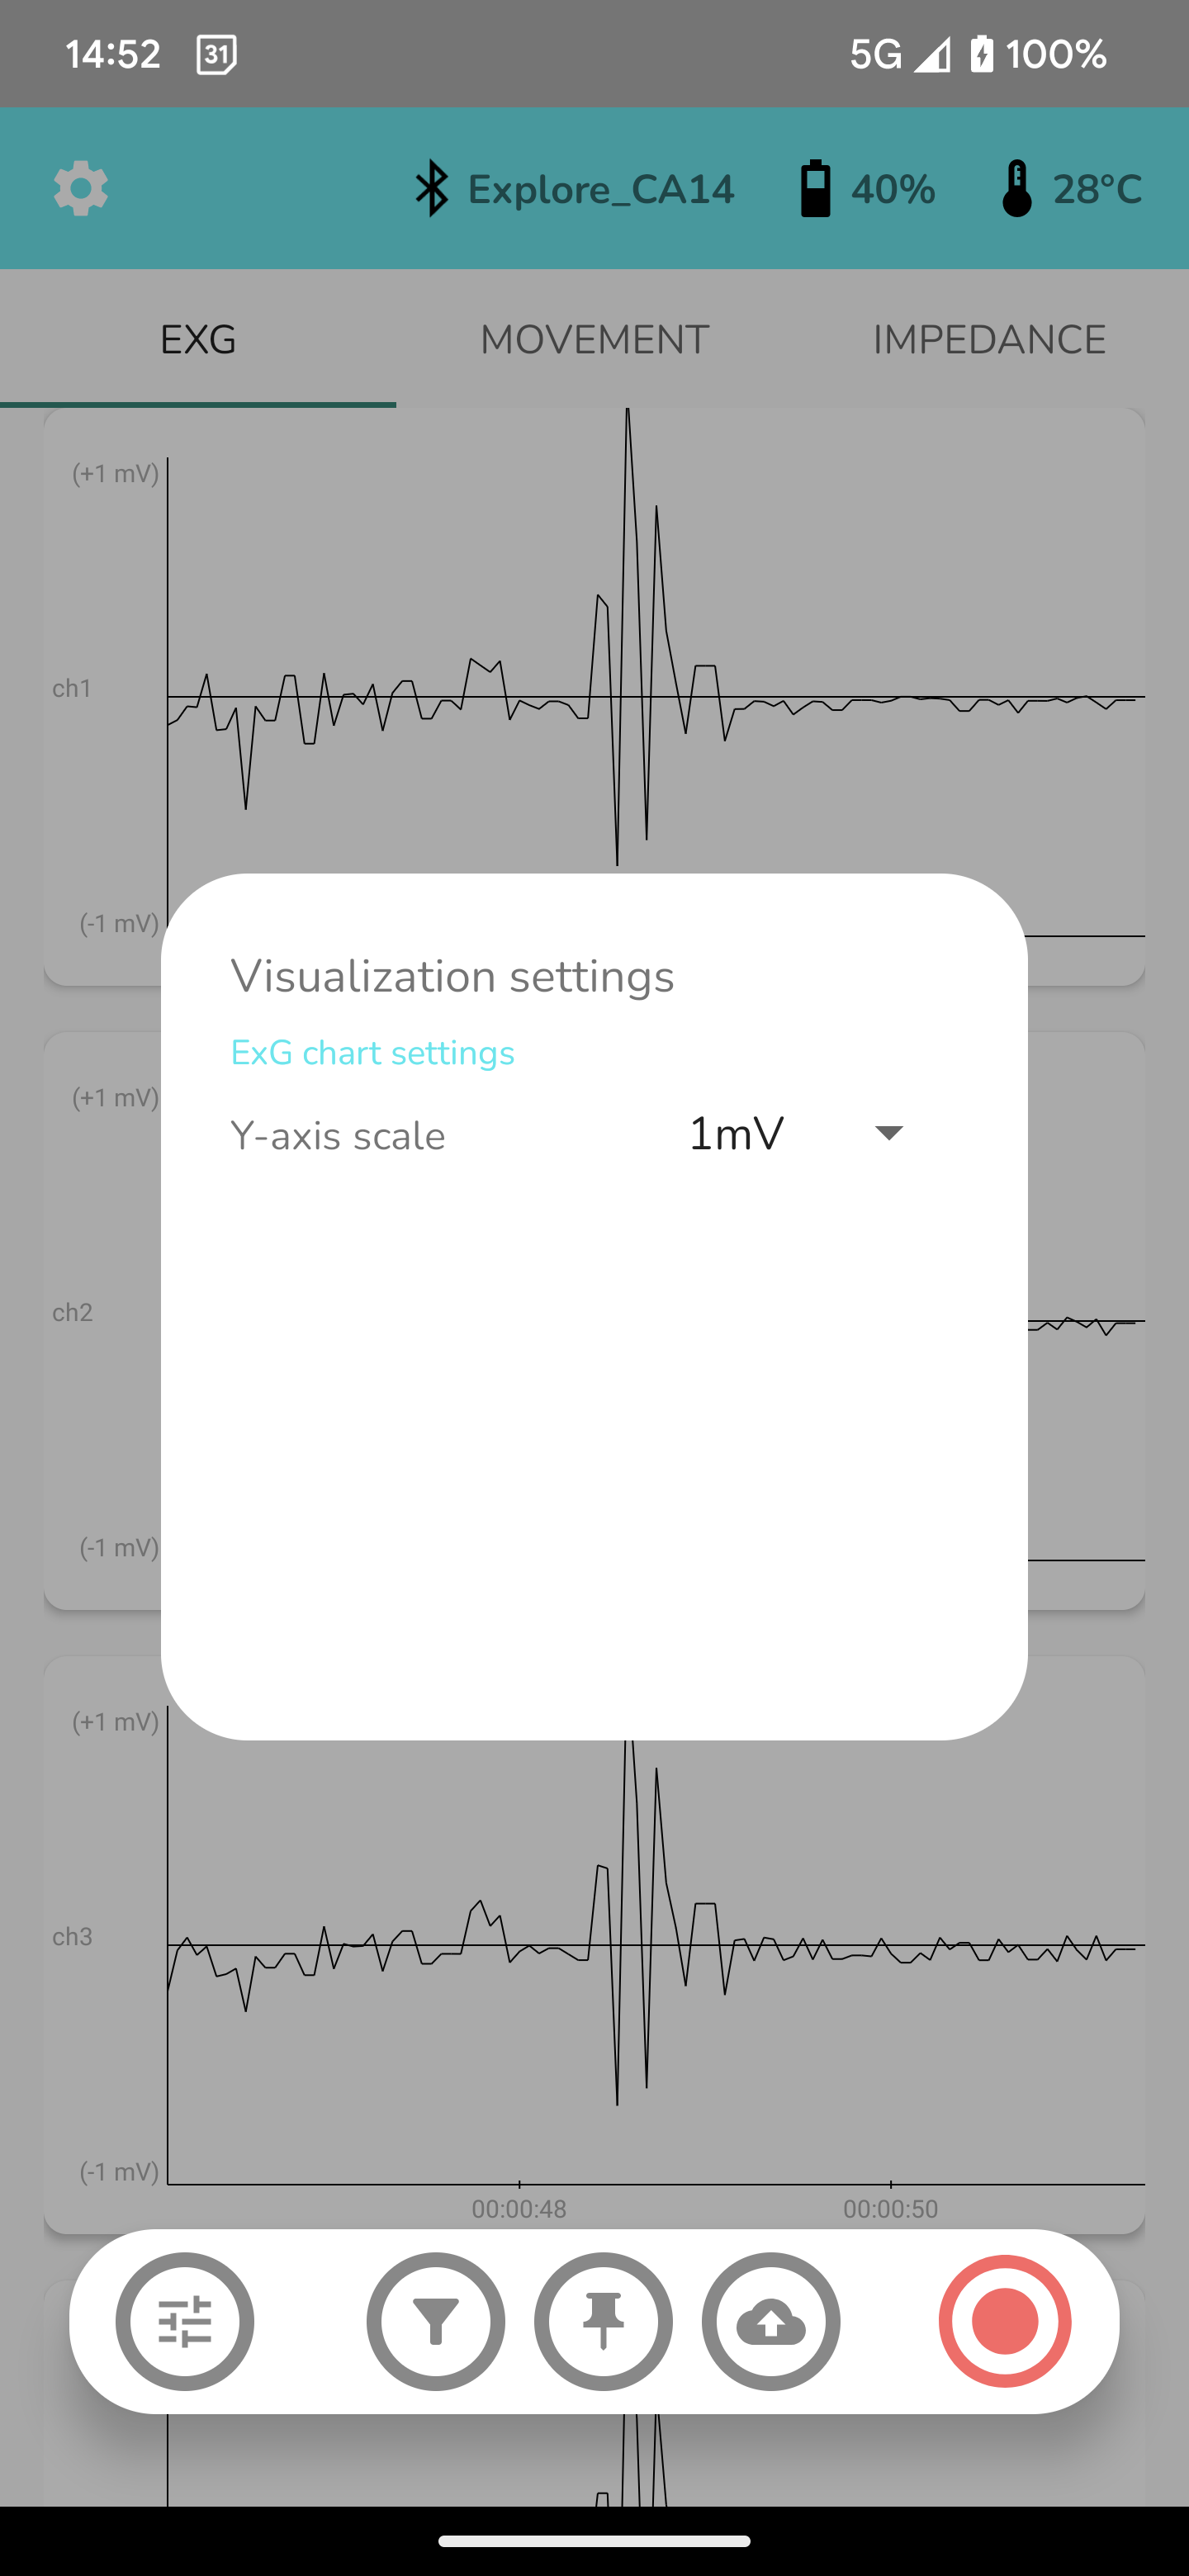 14:52 31 5G 100%
Explore_CA14 40% 28°C
EXG MOVEMENT IMPEDANCE
(+1 mV)
ch1
(-1 mV)
Visualization settings
ExG chart settings
(+1 mV)
Y-axis scale 1mV
ch2
(-1 mV)
(+1 mV)
ch3
(-1 mV)
00:00:48 00:00:50